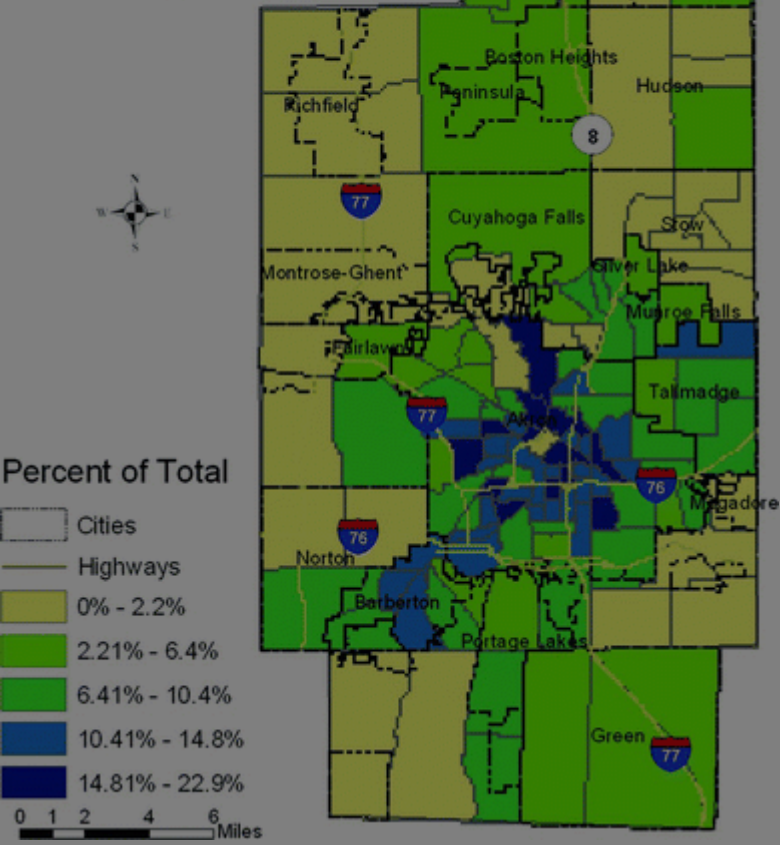 Boston Heights
Peninsula
Hudson
Richfield
8
N
W E
S
77
Cuyahoga Falls
Stow
Montrose-Ghent
Silver Lake
Munroe Falls
Fairlawn
Tallmadge
77
Akron
Percent of Total
76
Mogadore
Cities
76
Norton
Highways
0% - 2.2%
Barberton
2.21% - 6.4%
Portage Lakes
6.41% - 10.4%
10.41% - 14.8%
Green
77
14.81% - 22.9%
0 1 2 4 6
Miles